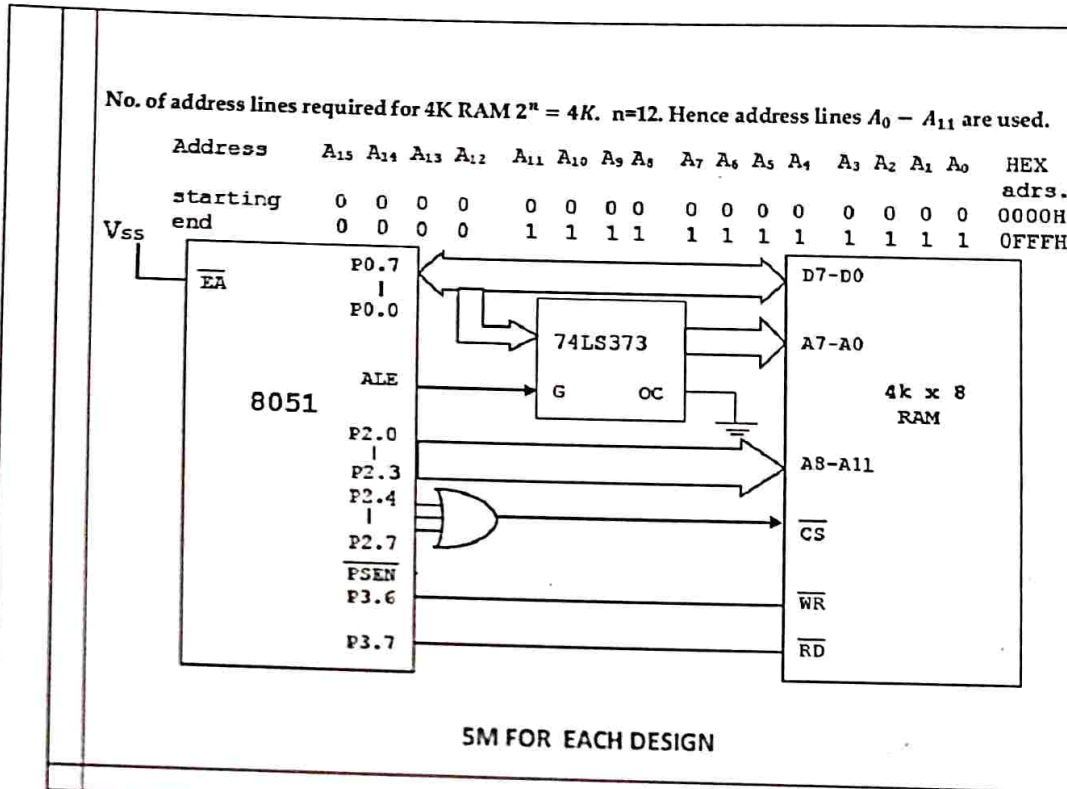 No. of address lines required for 4K RAM 2ⁿ = 4K. n=12. Hence address lines A₀ − A₁₁ are used.
Address A₁₅ A₁₄ A₁₃ A₁₂ A₁₁ A₁₀ A₉ A₈ A₇ A₆ A₅ A₄ A₃ A₂ A₁ A₀ HEX
adrs.
starting 0 0 0 0 0 0 0 0 0 0 0 0 0 0 0 0 0000H
end 0 0 0 0 1 1 1 1 1 1 1 1 1 1 1 1 0FFFH
Vss
E̅A̅
P0.7
P0.0
D7-D0
74LS373
A7-A0
ALE
G OC
8051
4k x 8
RAM
P2.0
P2.3
A8-A11
P2.4
P2.7
C̅S̅
P̅S̅E̅N̅
P3.6
W̅R̅
P3.7
R̅D̅
5M FOR EACH DESIGN